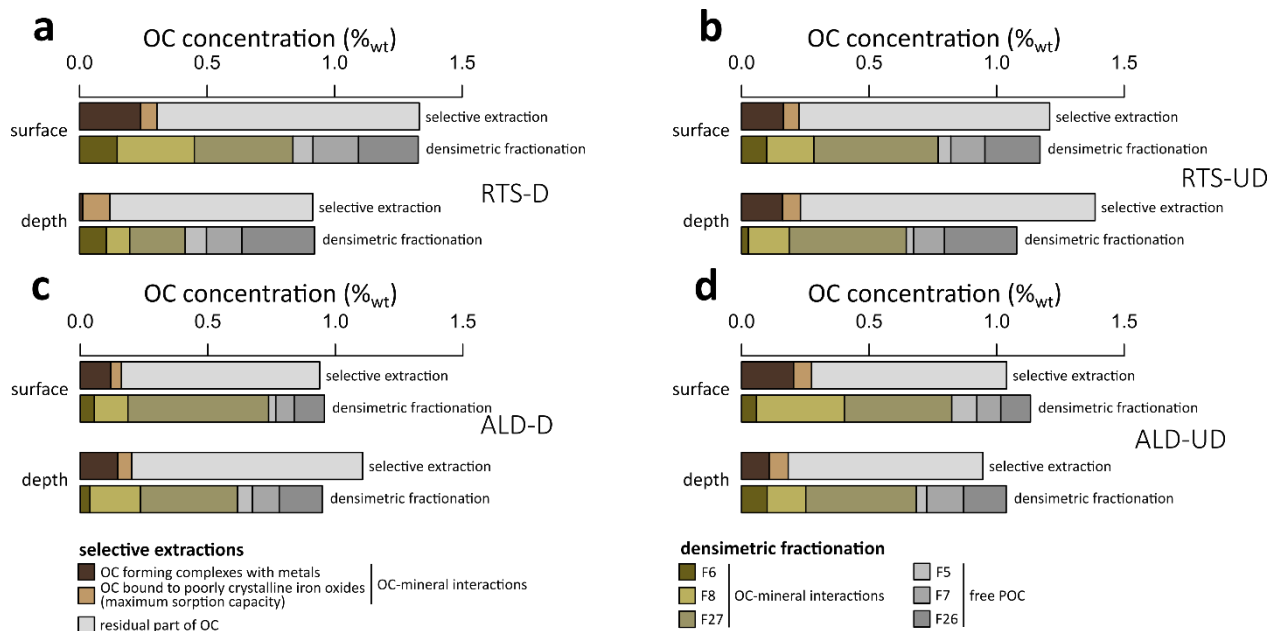 a
OC concentration (%wt)
0.0 0.5 1.0 1.5
surface
selective extraction
densimetric fractionation
RTS-D
depth
selective extraction
densimetric fractionation
b
OC concentration (%wt)
0.0 0.5 1.0 1.5
surface
selective extraction
densimetric fractionation
RTS-UD
depth
selective extraction
densimetric fractionation
c
OC concentration (%wt)
0.0 0.5 1.0 1.5
surface
selective extraction
densimetric fractionation
ALD-D
depth
selective extraction
densimetric fractionation
d
OC concentration (%wt)
0.0 0.5 1.0 1.5
surface
selective extraction
densimetric fractionation
ALD-UD
depth
selective extraction
densimetric fractionation
selective extractions
OC forming complexes with metals
OC bound to poorly crystalline iron oxides
(maximum sorption capacity)
OC-mineral interactions
residual part of OC
densimetric fractionation
F6
F8
F27
OC-mineral interactions
F5
F7
F26
free POC